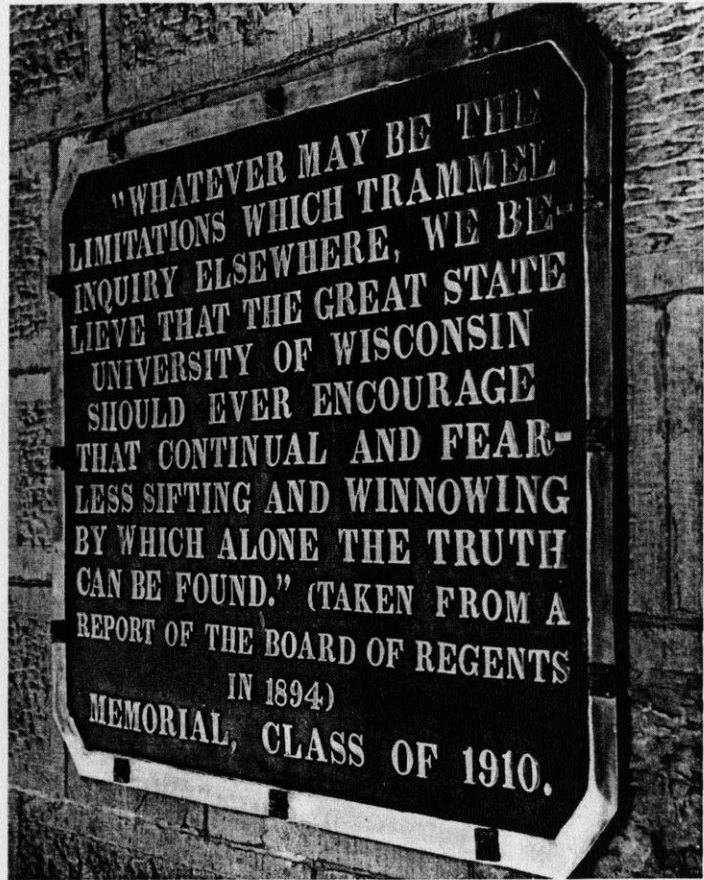 "WHATEVER MAY BE THE
LIMITATIONS WHICH TRAMMEL
INQUIRY ELSEWHERE, WE BE-
LIEVE THAT THE GREAT STATE
UNIVERSITY OF WISCONSIN
SHOULD EVER ENCOURAGE
THAT CONTINUAL AND FEAR-
LESS SIFTING AND WINNOWING
BY WHICH ALONE THE TRUTH
CAN BE FOUND." (TAKEN FROM A
REPORT OF THE BOARD OF REGENTS
IN 1894)
MEMORIAL, CLASS OF 1910.